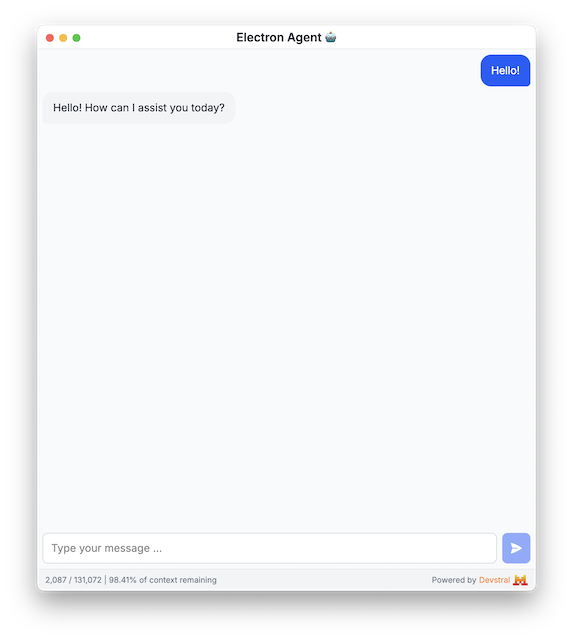 Electron Agent 🤖
Hello!
Hello! How can I assist you today?
Type your message ...
2,087 / 131,072 | 98.41% of context remaining
Powered by Devstral